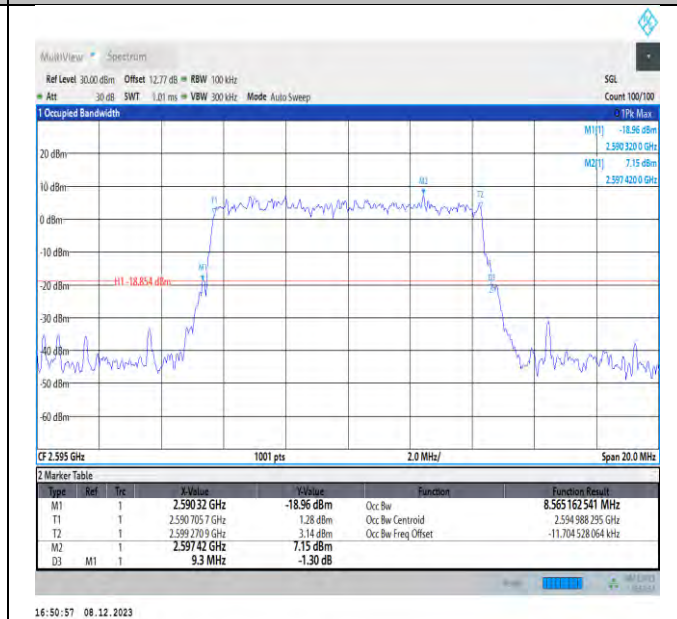 MultiView Spectrum
Ref Level 30.00 dBm Offset 12.77 dB RBW 100 kHz SGL
Att 30 dB SWT 1.01 ms VBW 300 kHz Mode Auto Sweep Count 100/100
1 Occupied Bandwidth 1Pk Max
M1[1] -18.96 dBm
2.590 320 0 GHz
M2[1] 7.15 dBm
2.597 420 0 GHz
20 dBm
M2
10 dBm
T1 T2
0 dBm
-10 dBm
M1
H1 -18.854 dBm
-20 dBm
-30 dBm
-40 dBm
-50 dBm
-60 dBm
CF 2.595 GHz 1001 pts 2.0 MHz/ Span 20.0 MHz
2 Marker Table
Type Ref Trc X-Value Y-Value Function Function Result
M1 1 2.590 32 GHz -18.96 dBm Occ Bw 8.565 162 541 MHz
T1 1 2.590 705 7 GHz 1.28 dBm Occ Bw Centroid 2.594 988 295 GHz
T2 1 2.599 270 9 GHz 3.14 dBm Occ Bw Freq Offset -11.704 528 064 kHz
M2 1 2.597 42 GHz 7.15 dBm
D3 M1 1 9.3 MHz -1.30 dB
16:50:57 08.12.2023